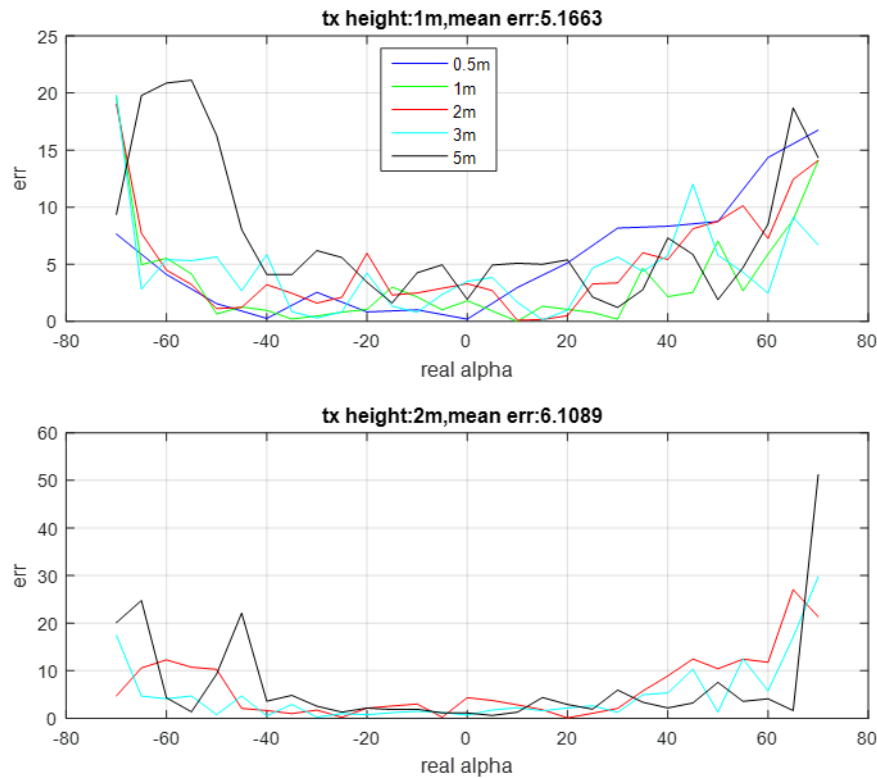 tx height:1m,mean err:5.1663
25
20
15
10
5
0
err
0.5m
1m
2m
3m
5m
-80 -60 -40 -20 0 20 40 60 80
real alpha
tx height:2m,mean err:6.1089
60
50
40
30
20
10
0
err
-80 -60 -40 -20 0 20 40 60 80
real alpha